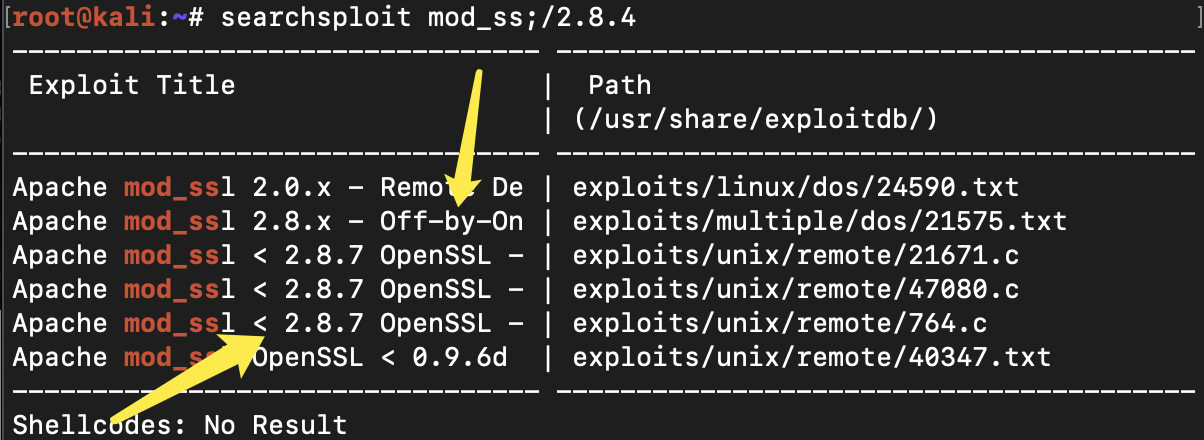 [root@kali:~# searchsploit mod_ss;/2.8.4 ]
--------------------------------- ----------------------------------------
Exploit Title | Path
| (/usr/share/exploitdb/)
--------------------------------- ----------------------------------------
Apache mod_ssl 2.0.x - Remote De | exploits/linux/dos/24590.txt
Apache mod_ssl 2.8.x - Off-by-On | exploits/multiple/dos/21575.txt
Apache mod_ssl < 2.8.7 OpenSSL - | exploits/unix/remote/21671.c
Apache mod_ssl < 2.8.7 OpenSSL - | exploits/unix/remote/47080.c
Apache mod_ssl < 2.8.7 OpenSSL - | exploits/unix/remote/764.c
Apache mod_ssl OpenSSL < 0.9.6d | exploits/unix/remote/40347.txt
--------------------------------- ----------------------------------------
Shellcodes: No Result